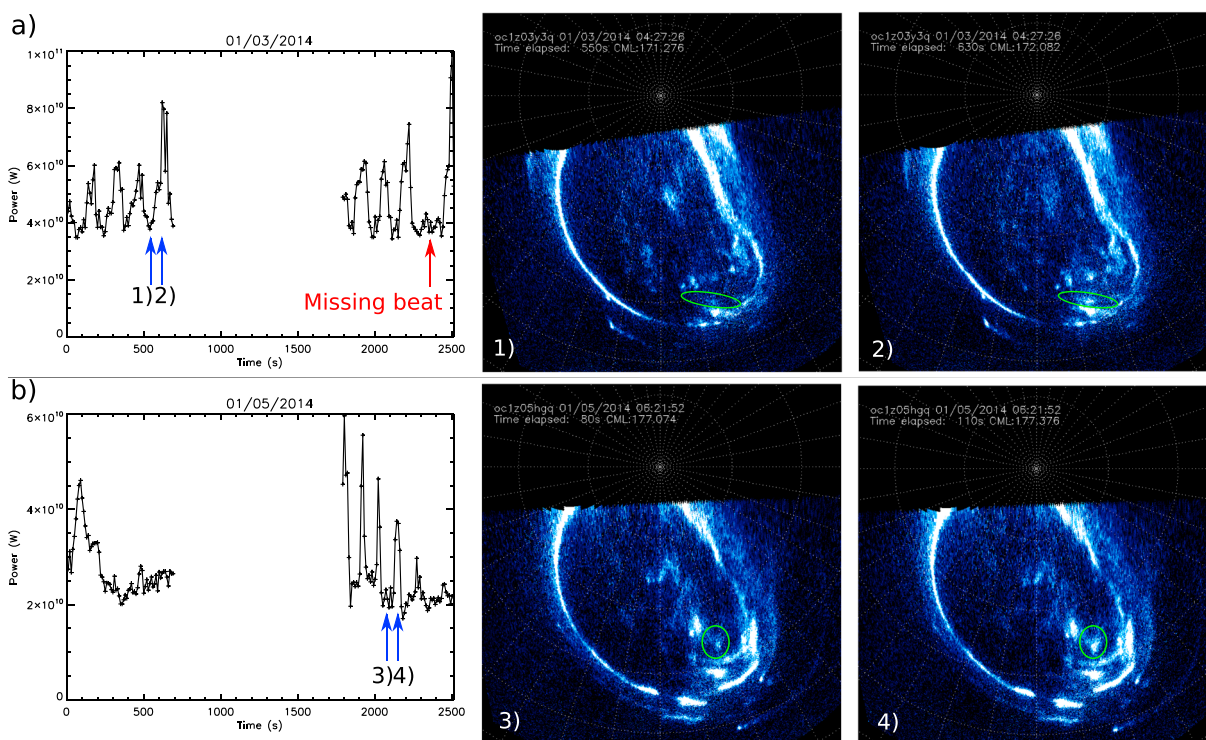 a)
01/03/2014
1×10¹¹
8×10¹⁰
6×10¹⁰
4×10¹⁰
2×10¹⁰
0
Power (W)
0 500 1000 1500 2000 2500
Time (s)
1) 2)
Missing beat
oc1z03y3q 01/03/2014 04:27:26
Time elapsed: 550s CML:171.276
1)
oc1z03y3q 01/03/2014 04:27:26
Time elapsed: 630s CML:172.082
2)
b)
01/05/2014
6×10¹⁰
4×10¹⁰
2×10¹⁰
0
Power (W)
0 500 1000 1500 2000 2500
Time (s)
3) 4)
oc1z05hgq 01/05/2014 06:21:52
Time elapsed: 80s CML:177.074
3)
oc1z05hgq 01/05/2014 06:21:52
Time elapsed: 110s CML:177.376
4)